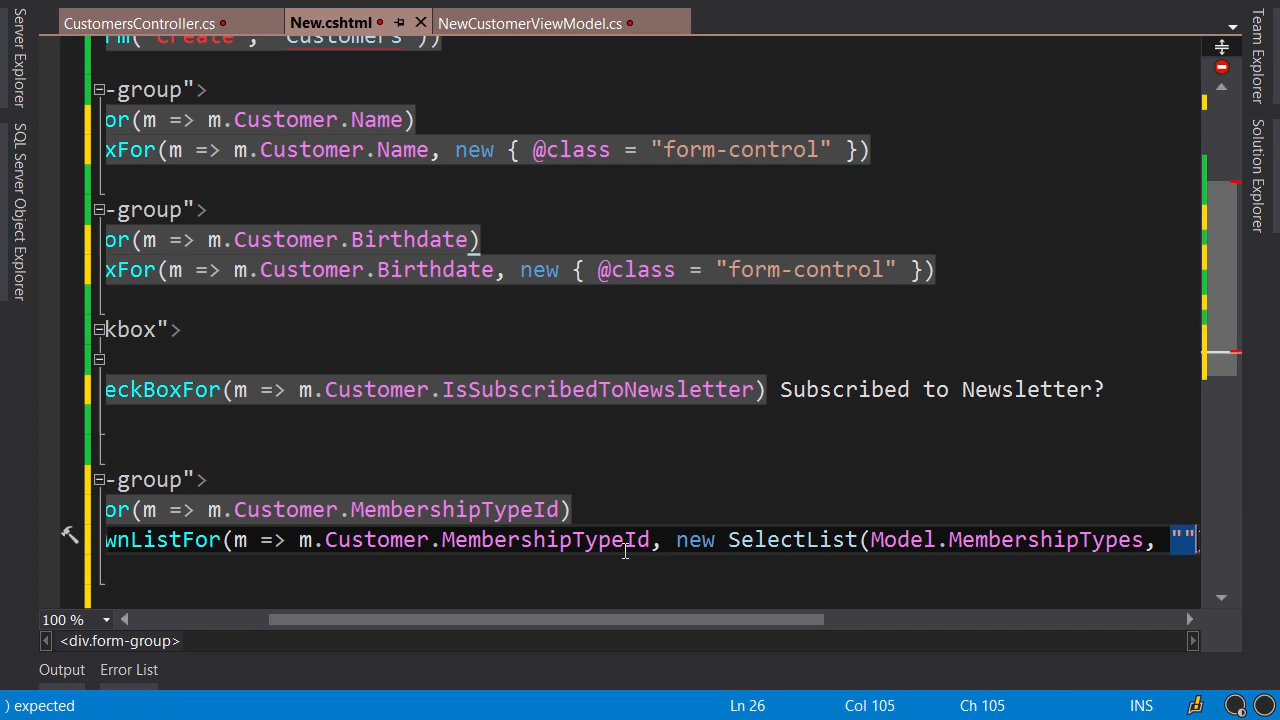 CustomersController.cs
New.cshtml
NewCustomerViewModel.cs
Server Explorer
SQL Server Object Explorer
Team Explorer
Solution Explorer
rm("Create", "Customers"))
-group">
or(m => m.Customer.Name)
xFor(m => m.Customer.Name, new { @class = "form-control" })
-group">
or(m => m.Customer.Birthdate)
xFor(m => m.Customer.Birthdate, new { @class = "form-control" })
kbox">
eckBoxFor(m => m.Customer.IsSubscribedToNewsletter) Subscribed to Newsletter?
-group">
or(m => m.Customer.MembershipTypeId)
wnListFor(m => m.Customer.MembershipTypeId, new SelectList(Model.MembershipTypes, ""
100 %
<div.form-group>
Output Error List
) expected Ln 26 Col 105 Ch 105 INS